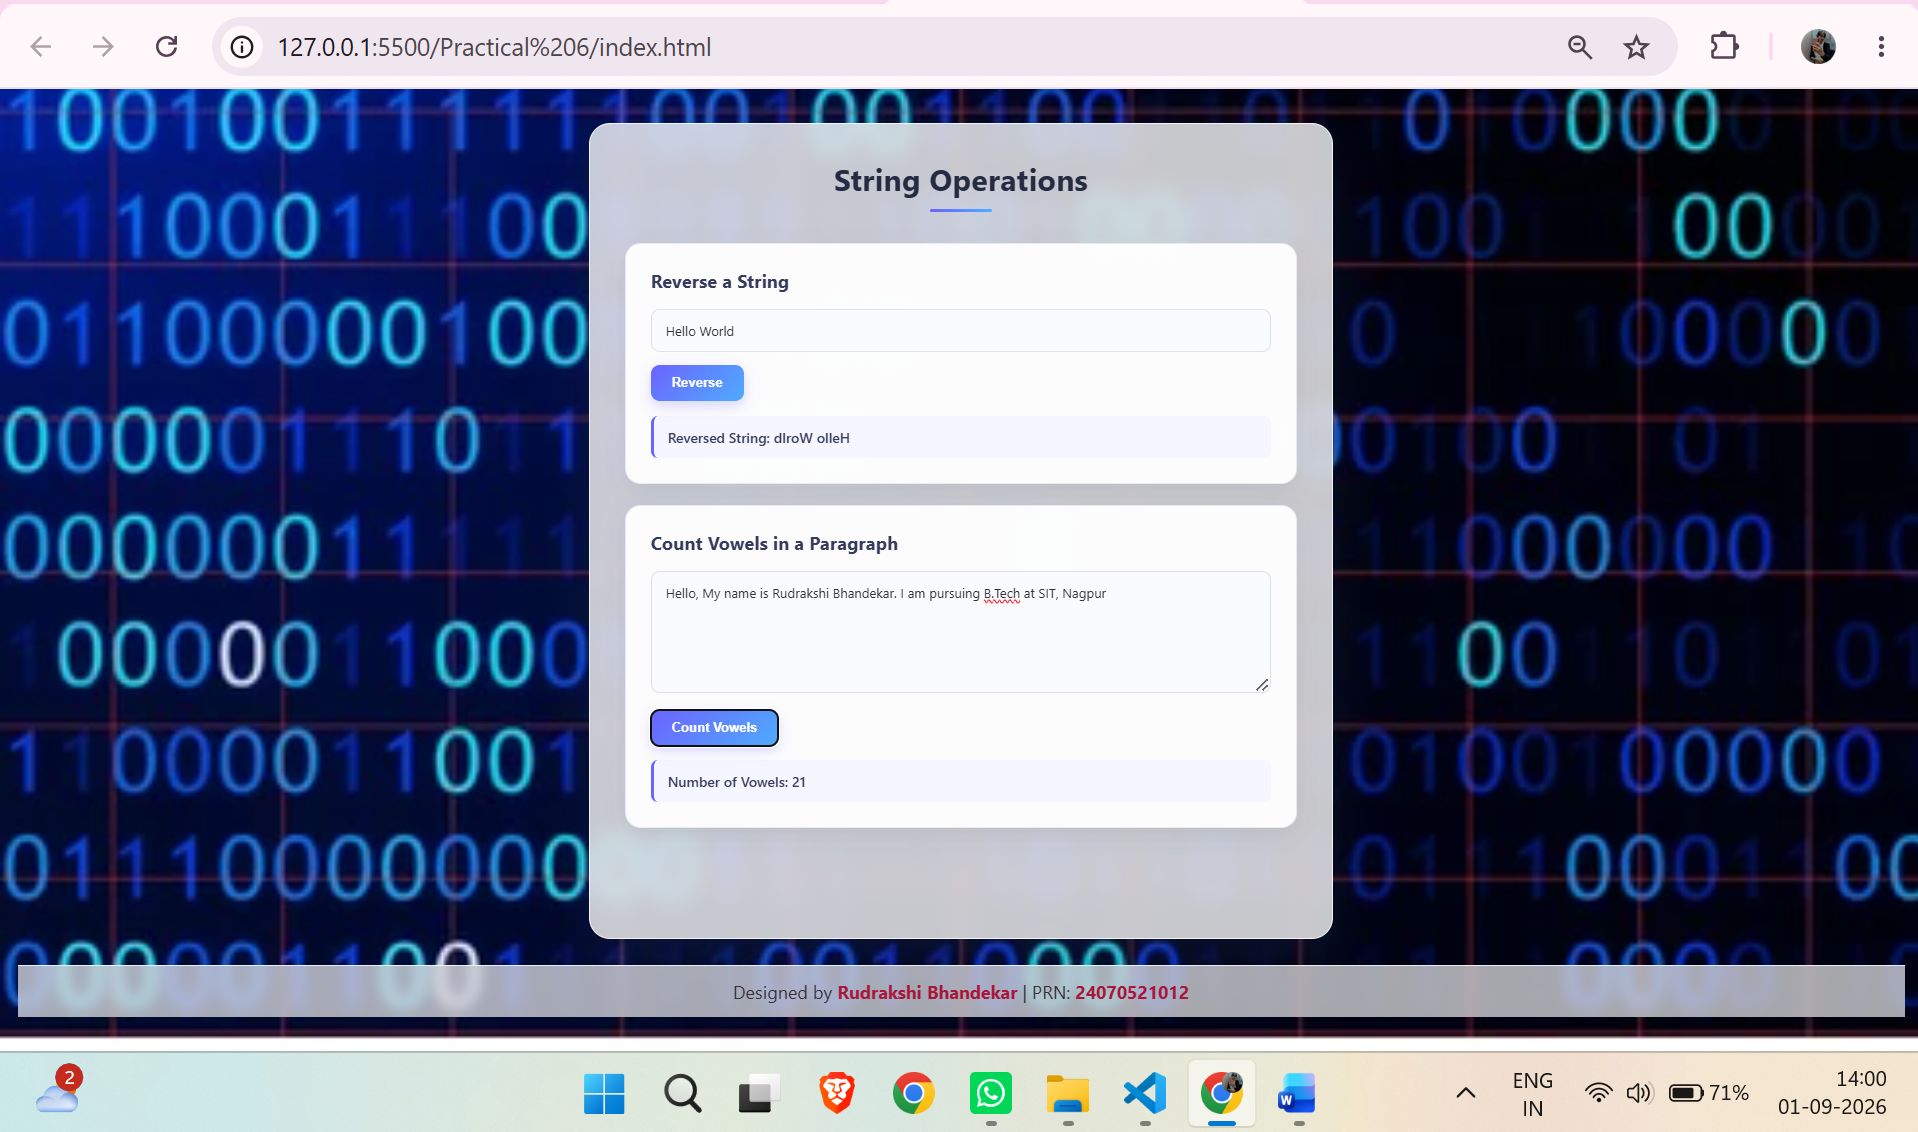 127.0.0.1:5500/Practical%206/index.html
String Operations
Reverse a String
Hello World
Reverse
Reversed String: dlroW olleH
Count Vowels in a Paragraph
Hello, My name is Rudrakshi Bhandekar. I am pursuing B.Tech at SIT, Nagpur
Count Vowels
Number of Vowels: 21
Designed by Rudrakshi Bhandekar | PRN: 24070521012
2
ENG
IN
71%
14:00
01-09-2026